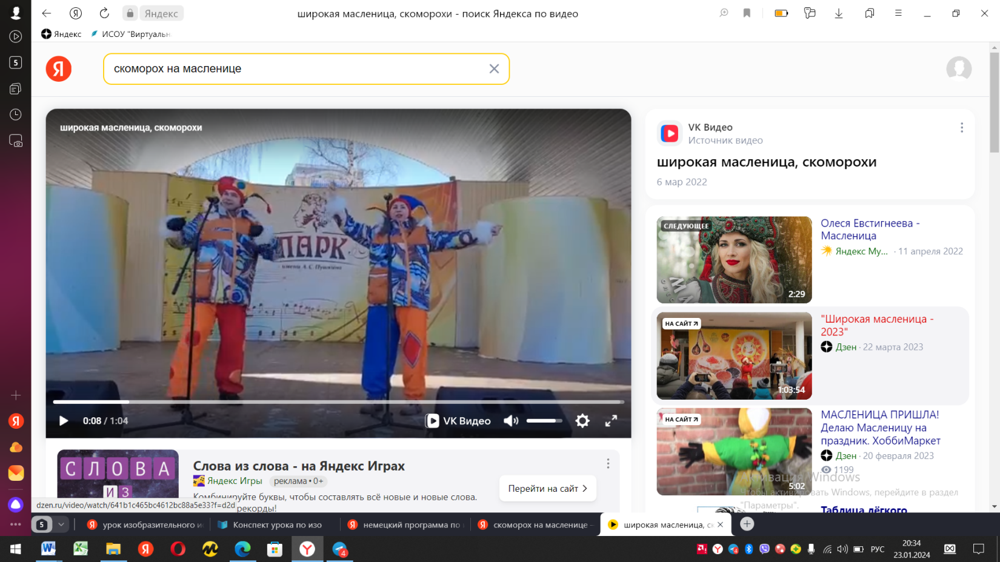 Яндекс
широкая масленица, скоморохи - поиск Яндекса по видео
Яндекс
ИСОУ "Виртуальн
5
Я
скоморох на масленице
широкая масленица, скоморохи
ПАРК
имени А. С. Пушкина
0:08 / 1:04
VK Видео
VK Видео
Источник видео
широкая масленица, скоморохи
6 мар 2022
СЛЕДУЮЩЕЕ
2:29
Олеся Евстигнеева -
Масленица
Яндекс Му... · 11 апреля 2022
НА САЙТ
1:03:54
"Широкая масленица -
2023"
Дзен · 22 марта 2023
НА САЙТ
5:02
МАСЛЕНИЦА ПРИШЛА!
Делаю Масленицу на
праздник. ХоббиМаркет
Дзен · 20 февраля 2023
1199
Таблица лёгкого
СЛОВА
ИЗ
Слова из слова - на Яндекс Играх
Яндекс Игры реклама • 0+
Комбинируйте буквы, чтобы составлять всё новые и новые слова.
рекорды!
Перейти на сайт
Активация Windows
Чтобы активировать Windows, перейдите в раздел
"Параметры".
dzen.ru/video/watch/641b1c465bc4612bc88a5e33?f=d2d
5
урок изобразительного ис
Конспект урока по изо
немецкий программа по
скоморох на масленице –
широкая масленица, ск
4
РУС
20:34
23.01.2024